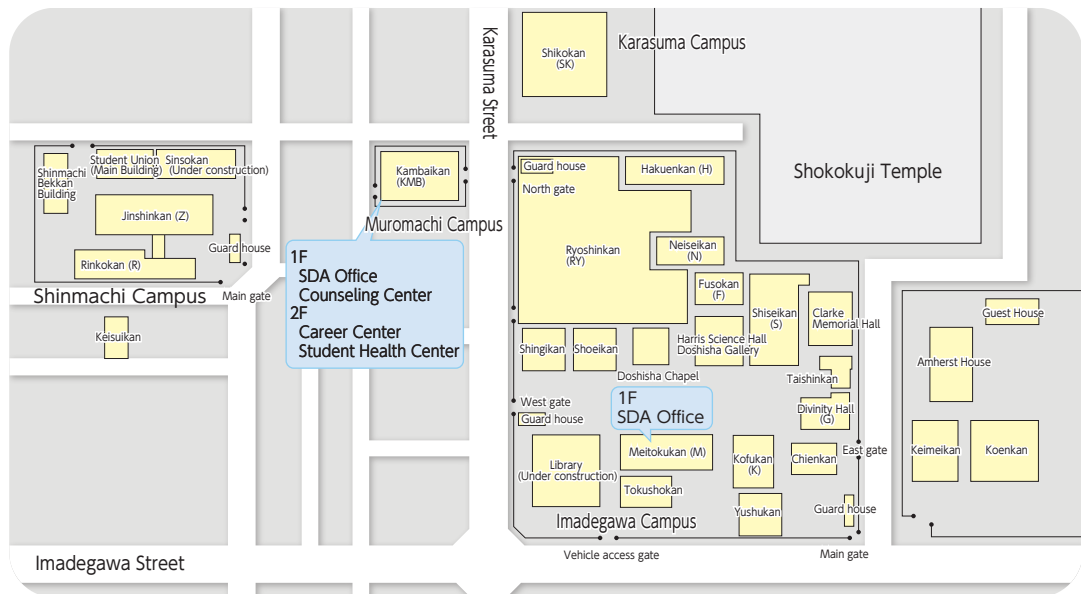 Karasuma Street
Shikokan
(SK)
Karasuma Campus
Shokokuji Temple
Shinmachi
Bekkan
Building
Student Union
(Main Building)
Sinsokan
(Under construction)
Jinshinkan (Z)
Rinkokan (R)
Guard house
Shinmachi Campus
Main gate
Keisuikan
Kambaikan
(KMB)
Muromachi Campus
1F
SDA Office
Counseling Center
2F
Career Center
Student Health Center
Guard house
North gate
Hakuenkan (H)
Ryoshinkan
(RY)
Neiseikan
(N)
Fusokan
(F)
Shiseikan
(S)
Clarke
Memorial Hall
Harris Science Hall
Doshisha Gallery
Shingikan
Shoeikan
Doshisha Chapel
Taishinkan
1F
SDA Office
West gate
Guard house
Divinity Hall
(G)
Meitokukan (M)
Kofukan
(K)
Chienkan
East gate
Library
(Under construction)
Tokushokan
Yushukan
Guard house
Imadegawa Campus
Vehicle access gate
Main gate
Guest House
Amherst House
Keimeikan
Koenkan
Imadegawa Street